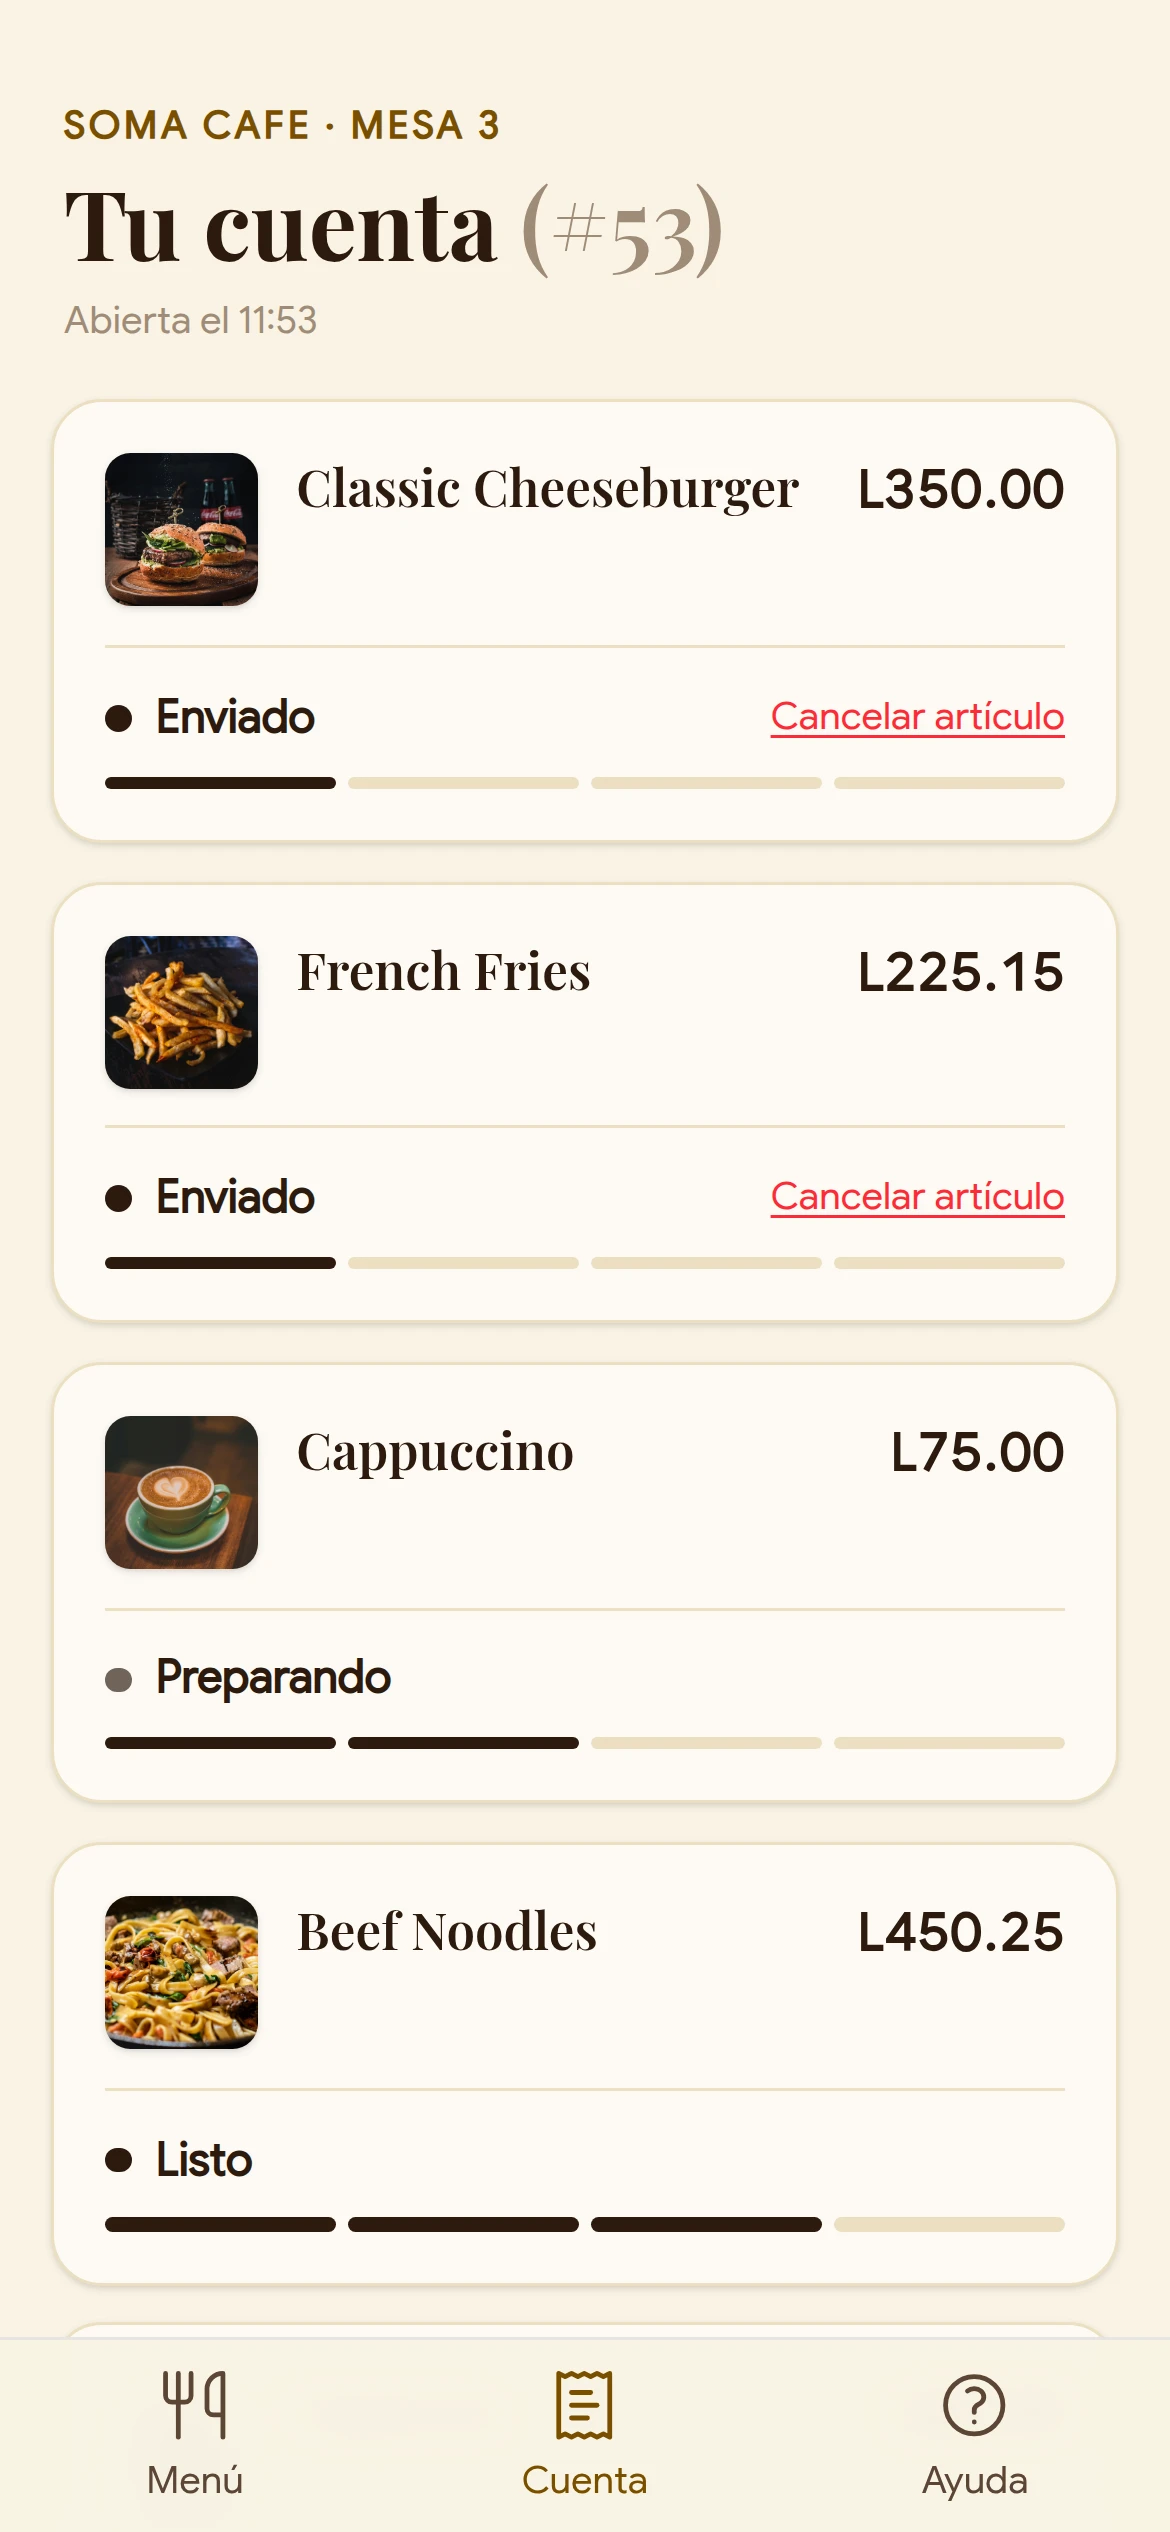 SOMA CAFE · MESA 3
Tu cuenta (#53)
Abierta el 11:53
Classic Cheeseburger L350.00
Enviado Cancelar artículo
French Fries L225.15
Enviado Cancelar artículo
Cappuccino L75.00
Preparando
Beef Noodles L450.25
Listo
Menú Cuenta Ayuda